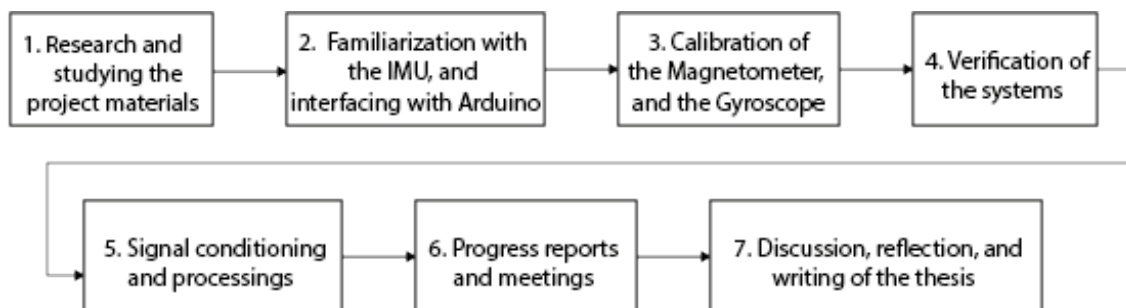 1. Research and
studying the
project materials
2. Familiarization with
the IMU, and
interfacing with Arduino
3. Calibration of
the Magnetometer,
and the Gyroscope
4. Verification of
the systems
5. Signal conditioning
and processings
6. Progress reports
and meetings
7. Discussion, reflection, and
writing of the thesis